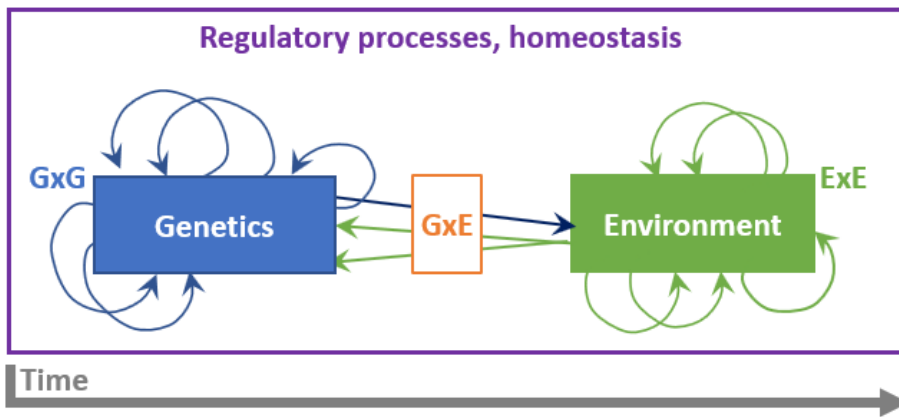 Regulatory processes, homeostasis
GxG
Genetics
GxE
Environment
ExE
Time